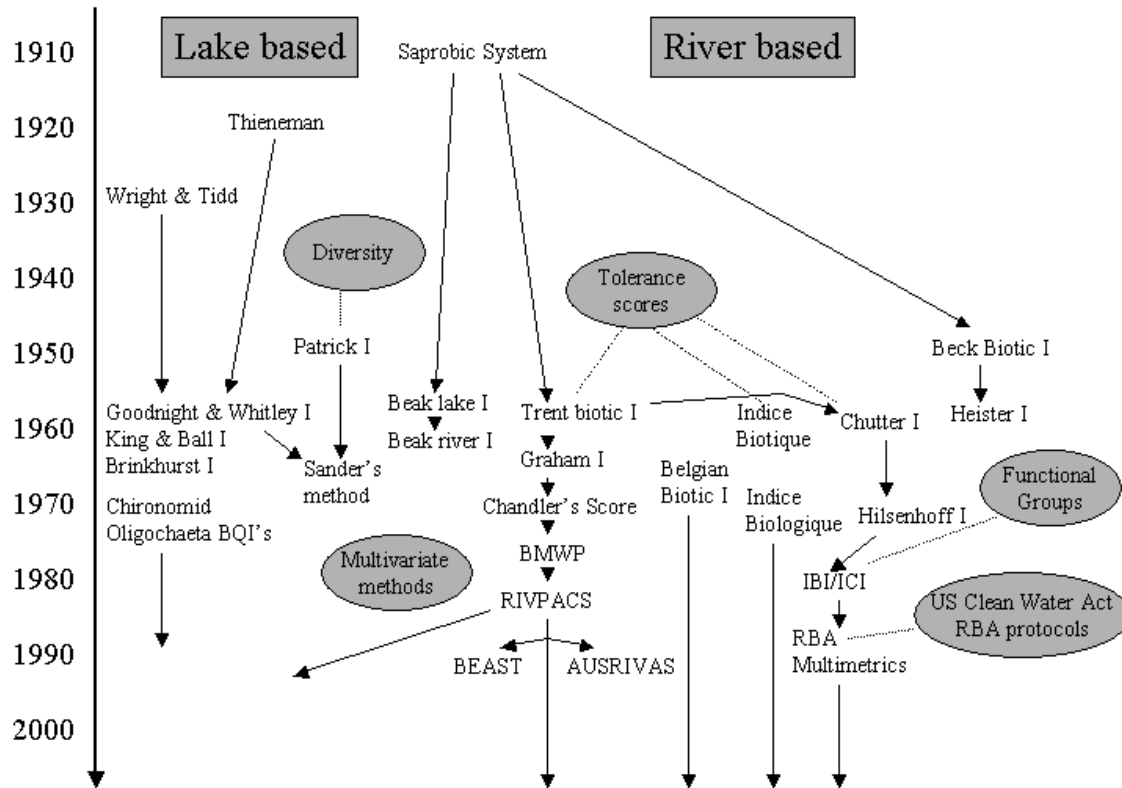 1910
Lake based
Saprobic System
River based
1920
Thieneman
1930
Wright & Tidd
Diversity
1940
Tolerance
scores
1950
Patrick I
Beck Biotic I
Beak lake I
Goodnight & Whitley I
King & Ball I
Brinkhurst I
Trent biotic I
Indice
Biotique
Chutter I
Heister I
1960
Beak river I
Graham I
Sander's
method
Belgian
Biotic I
Functional
Groups
1970
Chironomid
Oligochaeta BQI's
Chandler's Score
Indice
Biologique
Hilsenhoff I
BMWP
1980
Multivariate
methods
IBI/ICI
RIVPACS
US Clean Water Act
RBA protocols
1990
BEAST
AUSRIVAS
RBA
Multimetrics
2000